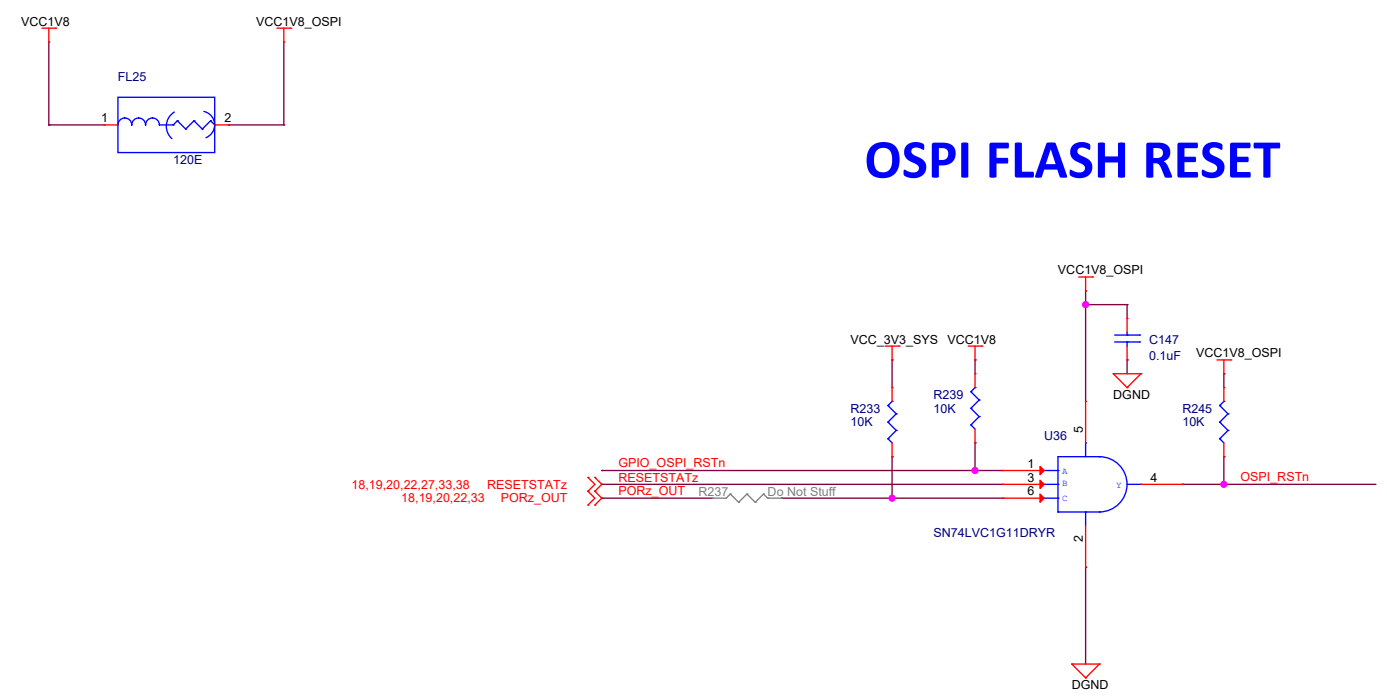 VCC1V8
VCC1V8_OSPI
FL25
1
2
120E
OSPI FLASH RESET
VCC1V8_OSPI
VCC_3V3_SYS
VCC1V8
C147
0.1uF
VCC1V8_OSPI
DGND
R233
10K
R239
10K
R245
10K
U36
5
GPIO_OSPI_RSTn
1
A
18,19,20,22,27,33,38
RESETSTATz
RESETSTATz
3
B
Y
4
OSPI_RSTn
18,19,20,22,33
PORz_OUT
PORz_OUT
R237
Do Not Stuff
6
C
SN74LVC1G11DRYR
2
DGND